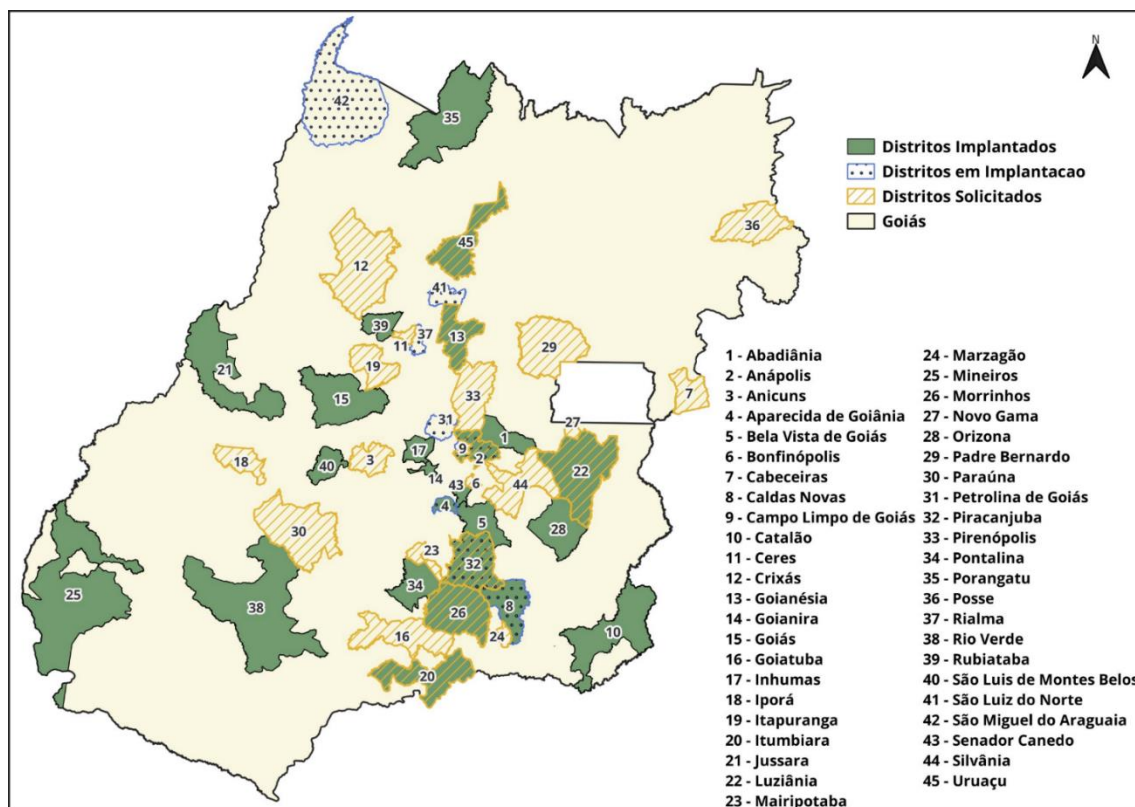 N
Distritos Implantados
Distritos em Implantacao
Distritos Solicitados
Goiás
42
35
36
45
12
41
39
37
11
13
29
21
19
7
15
33
31
27
1
9
17
2
18
40
3
22
14
6
44
43
4
5
28
30
23
32
34
25
8
38
26
16
24
10
20
1 - Abadiânia
2 - Anápolis
3 - Anicuns
4 - Aparecida de Goiânia
5 - Bela Vista de Goiás
6 - Bonfinópolis
7 - Cabeceiras
8 - Caldas Novas
9 - Campo Limpo de Goiás
10 - Catalão
11 - Ceres
12 - Crixás
13 - Goianésia
14 - Goianira
15 - Goiás
16 - Goiatuba
17 - Inhumas
18 - Iporá
19 - Itapuranga
20 - Itumbiara
21 - Jussara
22 - Luziânia
23 - Mairipotaba
24 - Marzagão
25 - Mineiros
26 - Morrinhos
27 - Novo Gama
28 - Orizona
29 - Padre Bernardo
30 - Paraúna
31 - Petrolina de Goiás
32 - Piracanjuba
33 - Pirenópolis
34 - Pontalina
35 - Porangatu
36 - Posse
37 - Rialma
38 - Rio Verde
39 - Rubiataba
40 - São Luis de Montes Belos
41 - São Luiz do Norte
42 - São Miguel do Araguaia
43 - Senador Canedo
44 - Silvânia
45 - Uruaçu